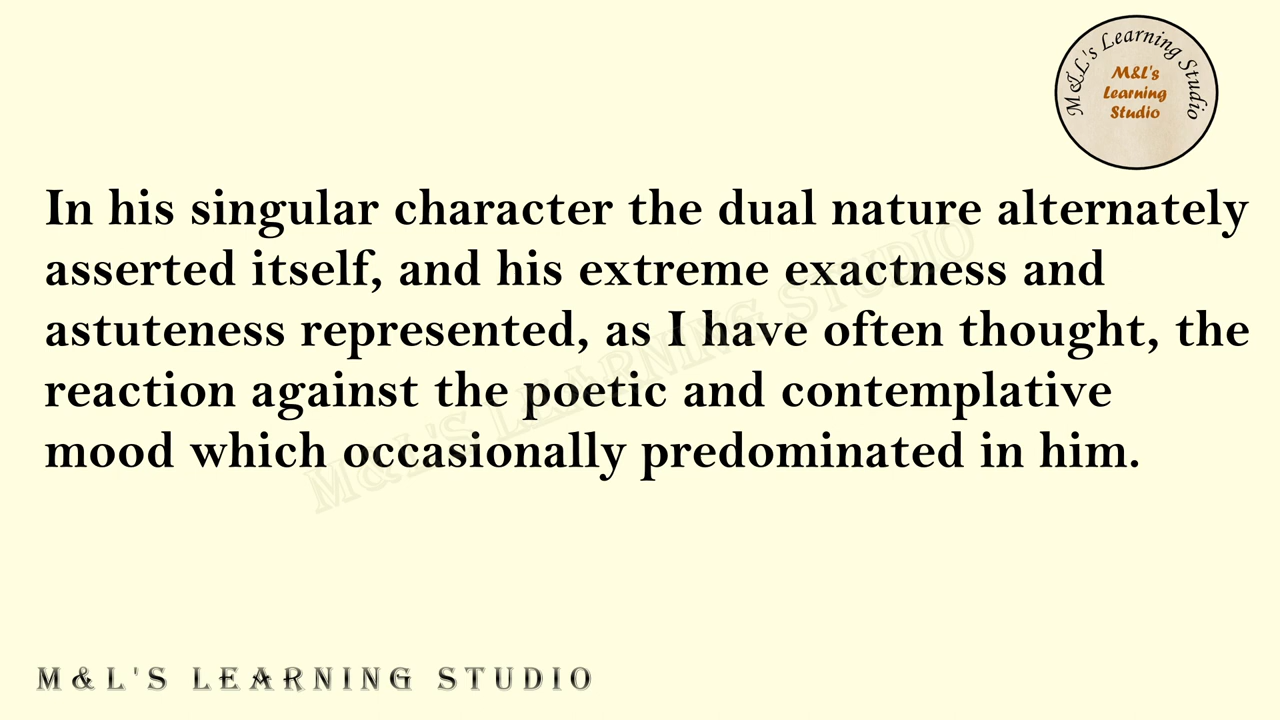 M&L's Learning Studio
M&L's
Learning
Studio
In his singular character the dual nature alternately
asserted itself, and his extreme exactness and
astuteness represented, as I have often thought, the
reaction against the poetic and contemplative
mood which occasionally predominated in him.
M&L'S LEARNING STUDIO
M&L'S LEARNING STUDIO